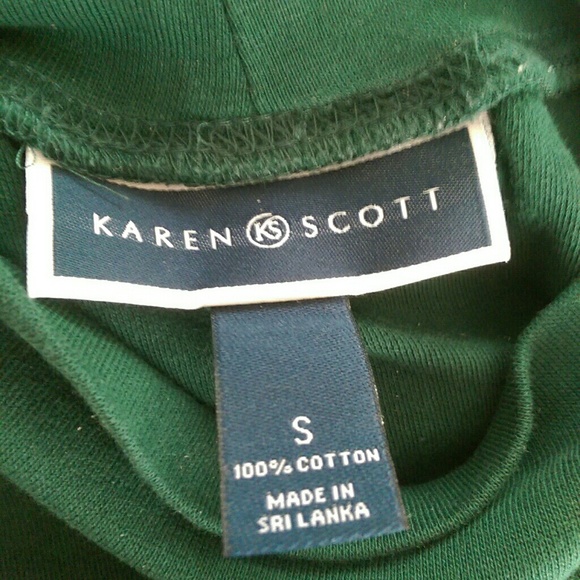 KAREN KS SCOTT
S
100% COTTON
MADE IN
SRI LANKA